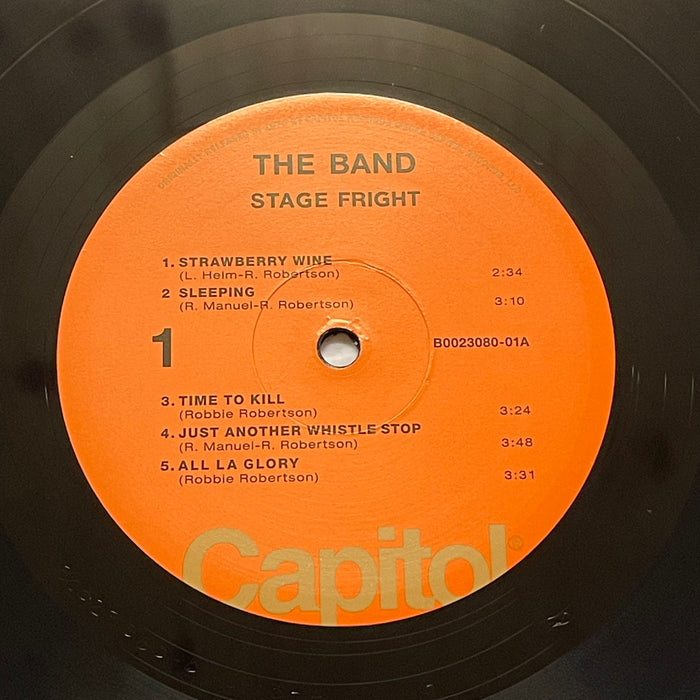 THE BAND
STAGE FRIGHT
1. STRAWBERRY WINE
(L. Helm-R. Robertson) 2:34
2 SLEEPING
(R. Manuel-R. Robertson) 3:10
1 B0023080-01A
3. TIME TO KILL
(Robbie Robertson) 3:24
4. JUST ANOTHER WHISTLE STOP
(R. Manuel-R. Robertson) 3:48
5. ALL LA GLORY
(Robbie Robertson) 3:31
Capitol®